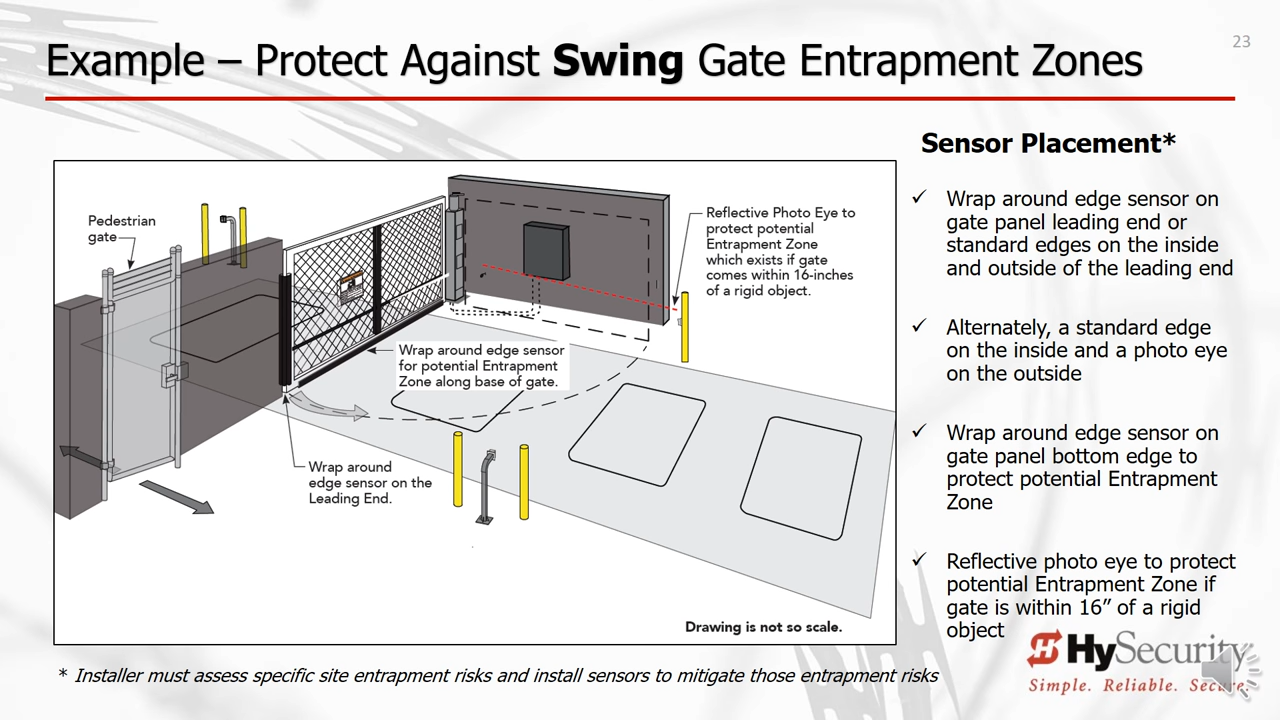 23
Example – Protect Against Swing Gate Entrapment Zones
Sensor Placement*
Pedestrian
gate
Reflective Photo Eye to
protect potential
Entrapment Zone
which exists if gate
comes within 16-inches
of a rigid object.
Wrap around edge sensor
for potential Entrapment
Zone along base of gate.
Wrap around
edge sensor on the
Leading End.
Drawing is not so scale.
✓ Wrap around edge sensor on
gate panel leading end or
standard edges on the inside
and outside of the leading end
✓ Alternately, a standard edge
on the inside and a photo eye
on the outside
✓ Wrap around edge sensor on
gate panel bottom edge to
protect potential Entrapment
Zone
✓ Reflective photo eye to protect
potential Entrapment Zone if
gate is within 16” of a rigid
object
HySecurity
Simple. Reliable. Secure.
* Installer must assess specific site entrapment risks and install sensors to mitigate those entrapment risks